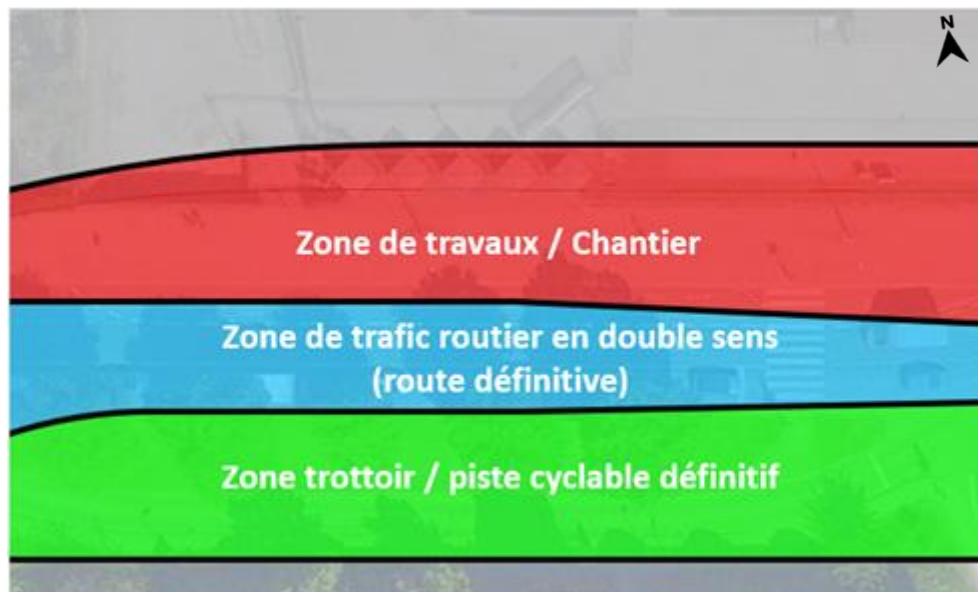 N
Zone de travaux / Chantier
Zone de trafic routier en double sens
(route définitive)
Zone trottoir / piste cyclable définitif